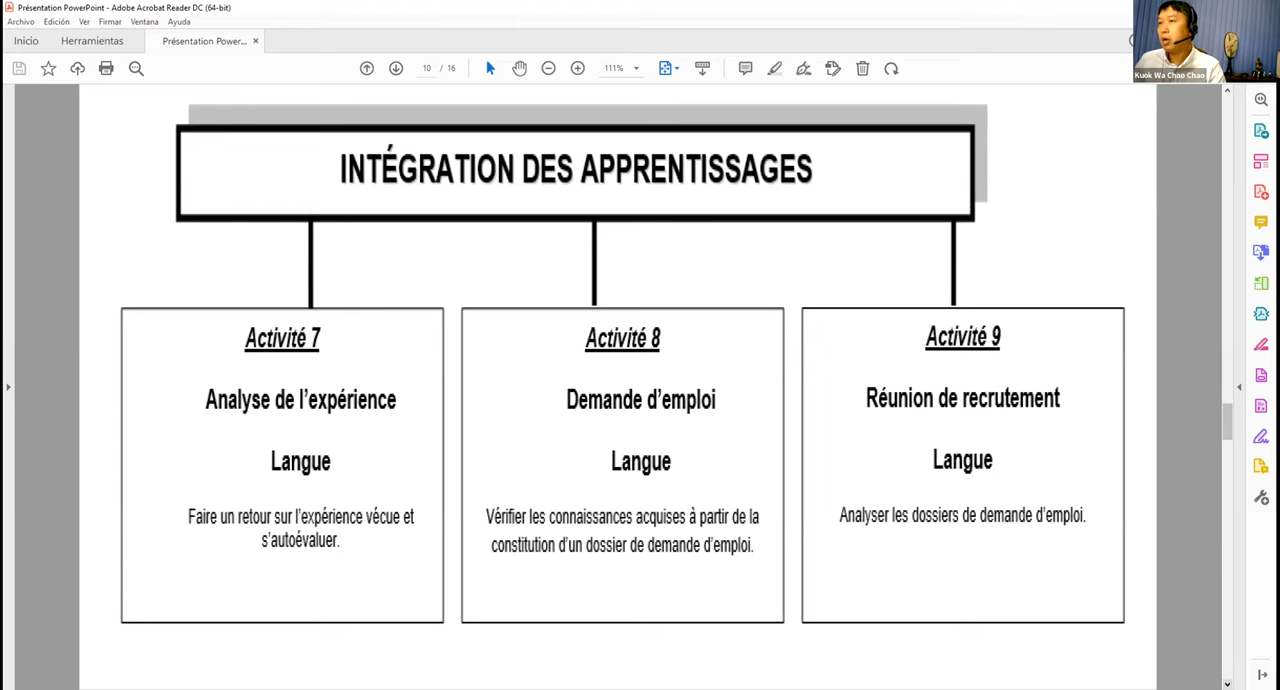 Présentation PowerPoint - Adobe Acrobat Reader DC (64-bit)
Archivo Edición Ver Firmar Ventana Ayuda
Inicio Herramientas Présentation Power... ×
10 / 16 111%
Kuok Wa Chao Chao
INTÉGRATION DES APPRENTISSAGES
Activité 7
Analyse de l'expérience
Langue
Faire un retour sur l'expérience vécue et
s'autoévaluer.
Activité 8
Demande d'emploi
Langue
Vérifier les connaissances acquises à partir de la
constitution d'un dossier de demande d'emploi.
Activité 9
Réunion de recrutement
Langue
Analyser les dossiers de demande d'emploi.